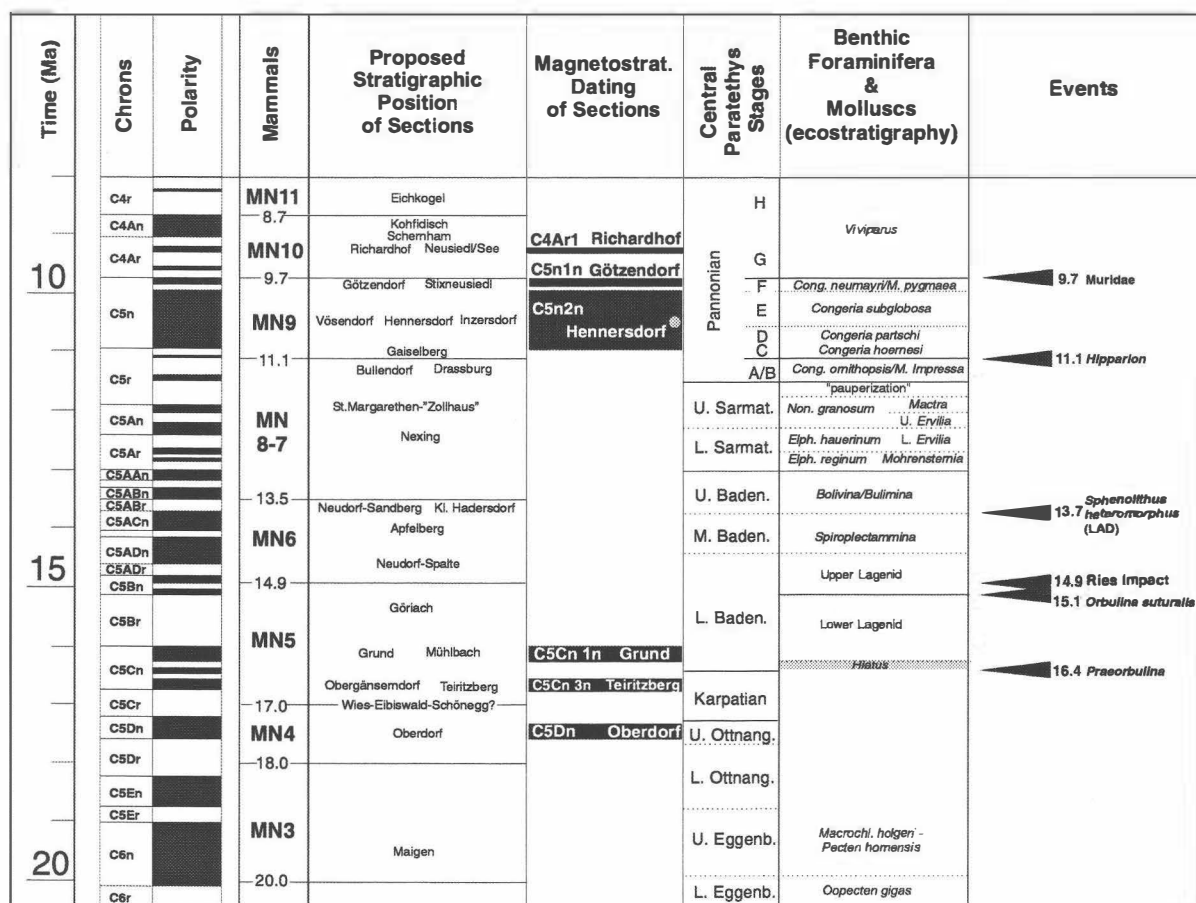 Time (Ma)
Chrons
Polarity
Mammals
Proposed
Stratigraphic
Position
of Sections
Magnetostrat.
Dating
of Sections
Central
Paratethys
Stages
Benthic
Foraminifera
&
Molluscs
(ecostratigraphy)
Events
10
15
20
C4r
C4An
C4Ar
C5n
C5r
C5An
C5Ar
C5AAn
C5ABn
C5ABr
C5ACn
C5ADn
C5ADr
C5Bn
C5Br
C5Cn
C5Cr
C5Dn
C5Dr
C5En
C5Er
C6n
C6r
MN11
8.7
MN10
9.7
MN9
11.1
MN
8-7
13.5
MN6
14.9
MN5
17.0
MN4
18.0
MN3
20.0
Eichkogel
Kohfidisch
Schernham
Richardhof Neusiedl/See
Götzendorf Stixneusiedl
Vösendorf Hennersdorf Inzersdorf
Gaiselberg
Bullendorf Drassburg
St.Margarethen-"Zollhaus"
Nexing
Neudorf-Sandberg Kl. Hadersdorf
Apfelberg
Neudorf-Spalte
Göriach
Grund Mühlbach
Obergänserndorf Teiritzberg
Wies-Eibiswald-Schönegg?
Oberdorf
Maigen
C4Ar1 Richardhof
C5n1n Götzendorf
C5n2n
Hennersdorf
C5Cn 1n Grund
C5Cn 3n Teiritzberg
C5Dn Oberdorf
Pannonian
H
G
F
E
D
C
A/B
U. Sarmat.
L. Sarmat.
U. Baden.
M. Baden.
L. Baden.
Karpatian
U. Ottnang.
L. Ottnang.
U. Eggenb.
L. Eggenb.
Viviparus
Cong. neumayri/M. pygmaea
Congeria subglobosa
Congeria partschi
Congeria hoernesi
Cong. ornithopsis/M. Impressa
"pauperization"
Non. granosum Mactra
U. Ervilia
Elph. hauerinum L. Ervilia
Elph. reginum Mohrensternia
Bolivina/Bulimina
Spiroplectammina
Upper Lagenid
Lower Lagenid
Hiatus
Macrochl. holgeri -
Pecten hornensis
Oopecten gigas
9.7 Muridae
11.1 Hipparion
13.7 Sphenolithus
heteromorphus
(LAD)
14.9 Ries Impact
15.1 Orbulina suturalis
16.4 Praeorbulina